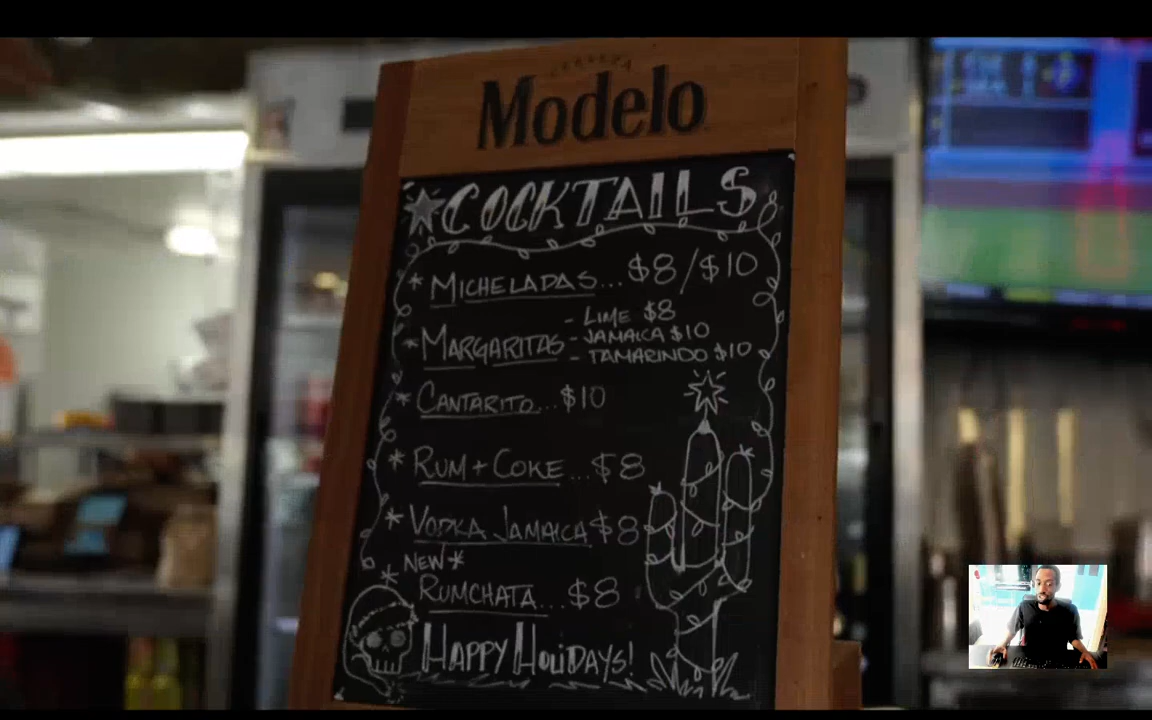 CERVEZA
Modelo
COCKTAILS
* MICHELADAS... $8/$10
* MARGARITAS - LIME $8
- JAMAICA $10
- TAMARINDO $10
* CANTARITO... $10
* RUM + COKE ... $8
* VODKA JAMAICA $8
NEW *
* RUMCHATA... $8
HAPPY HOLIDAYS!